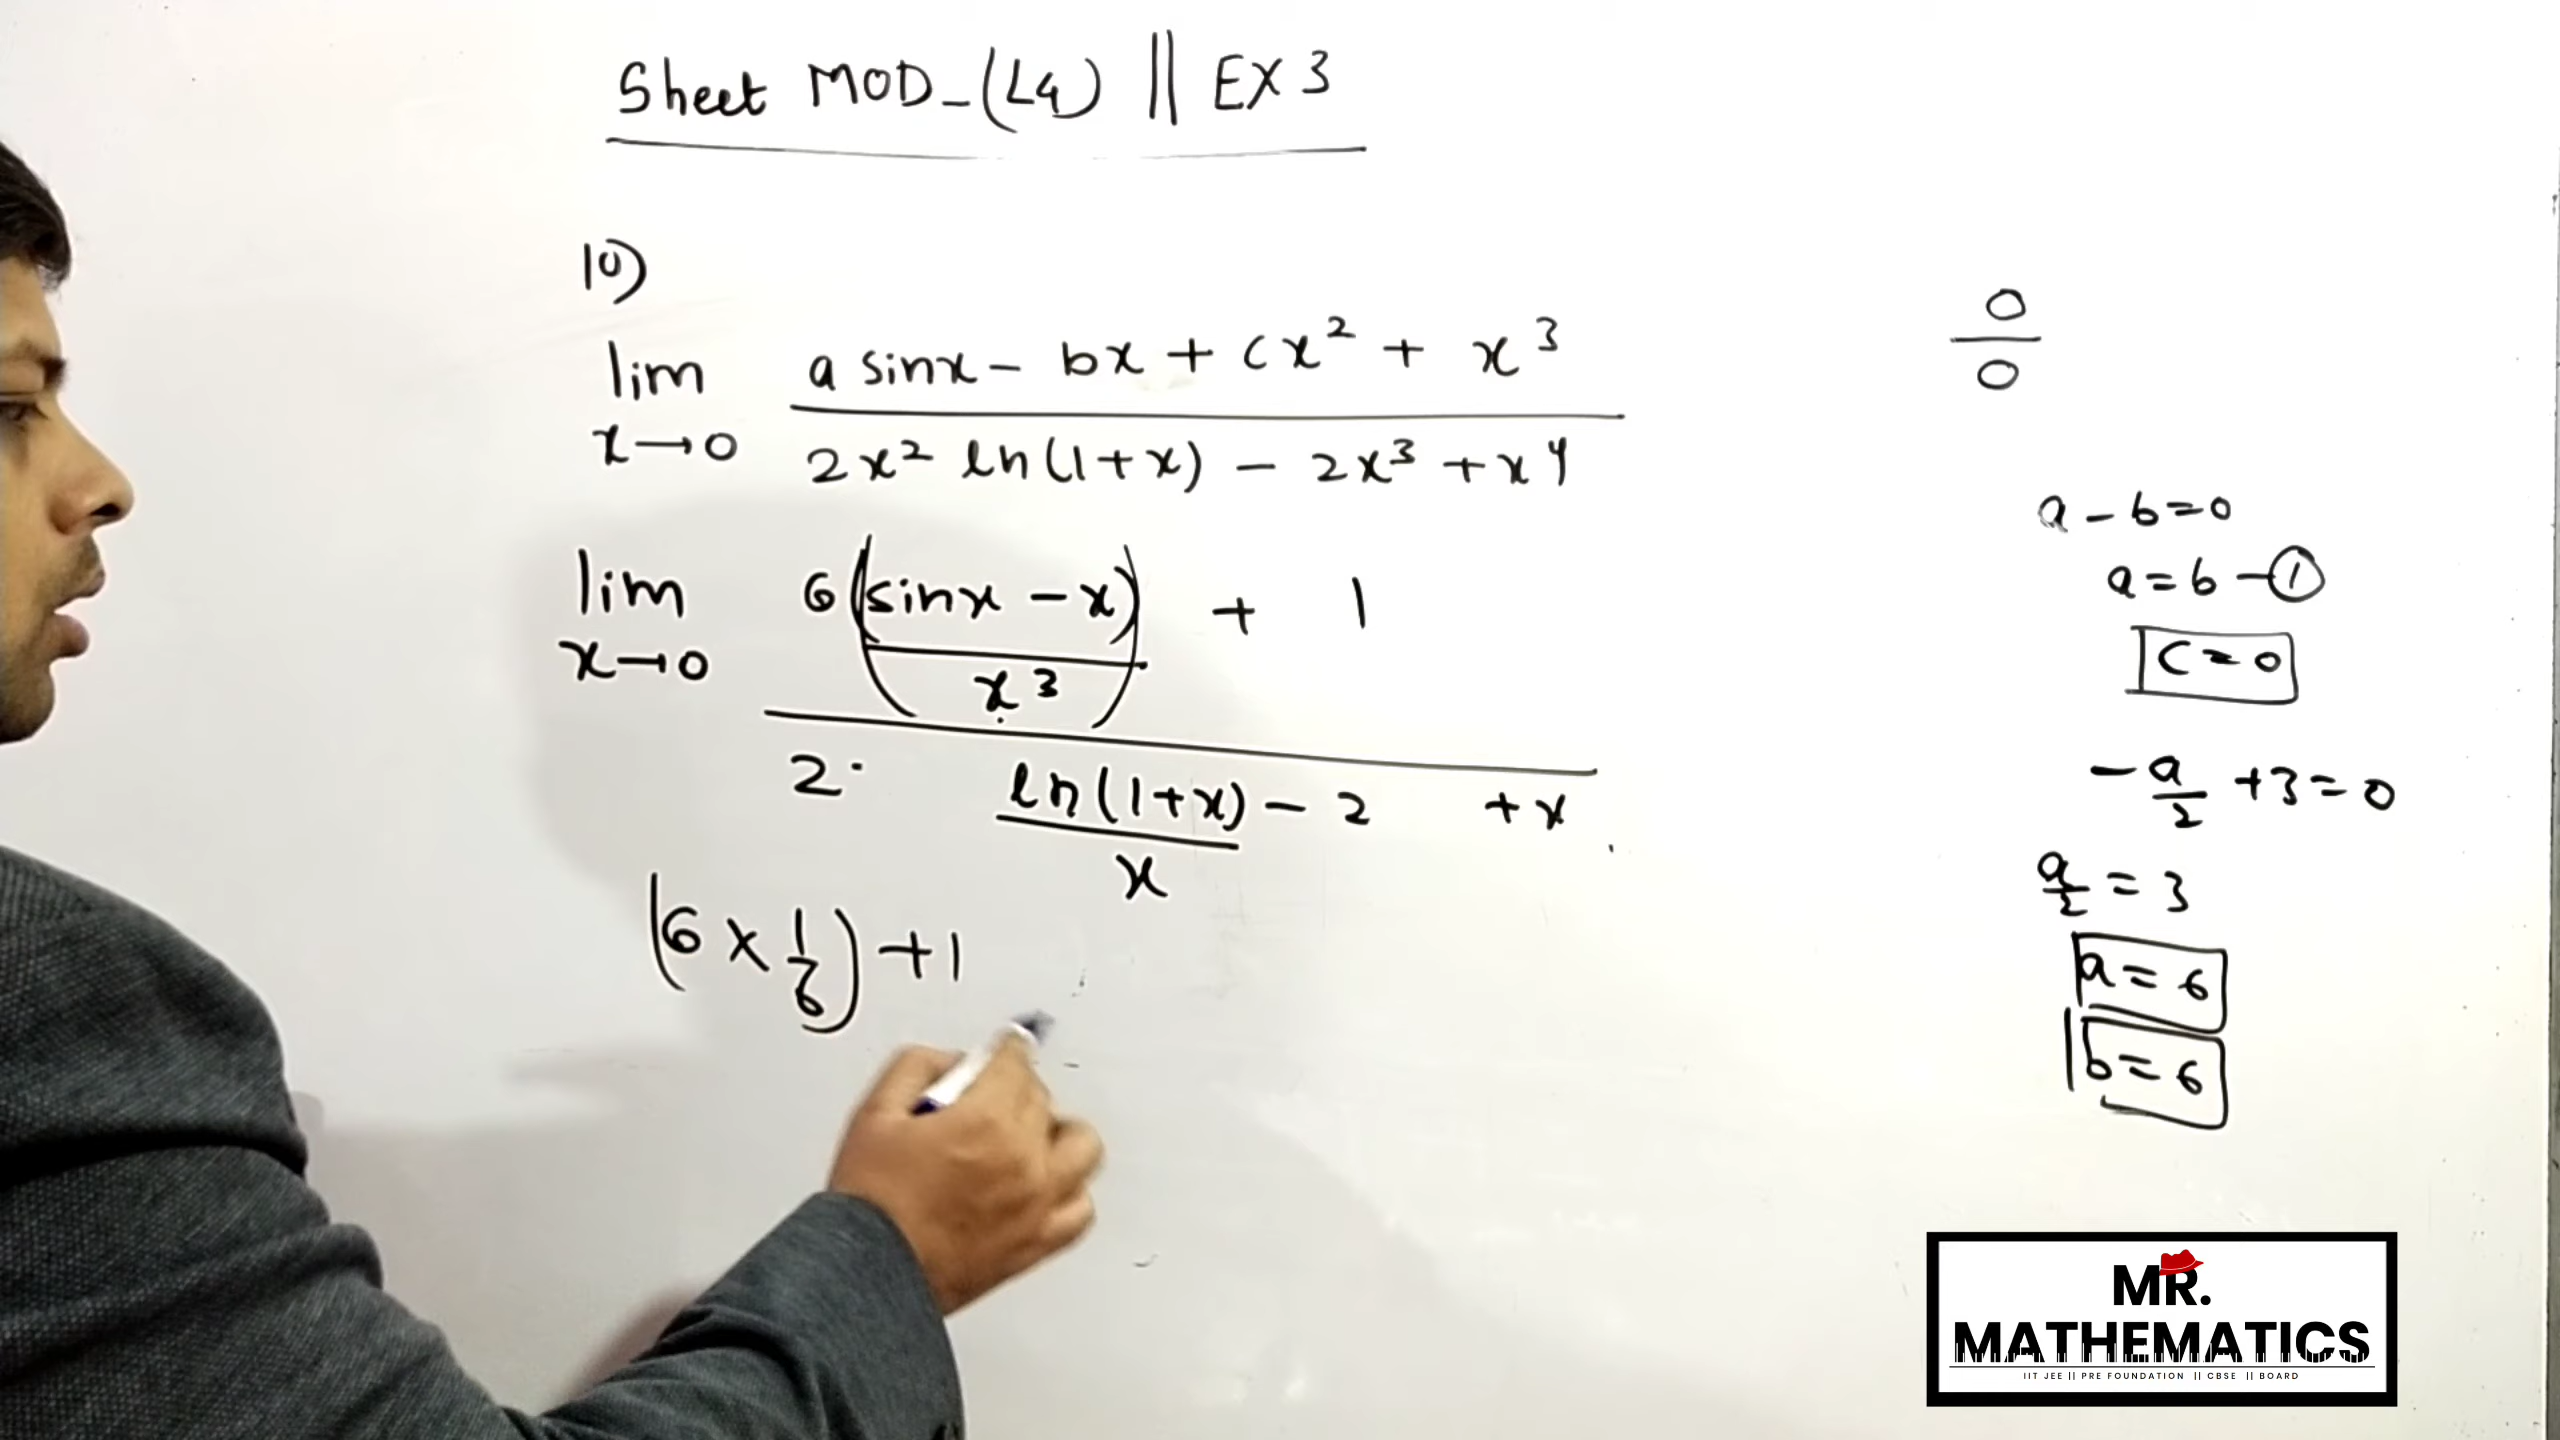 Sheet MOD_(L4) || EX 3
10)
lim x→0 (a sinx - bx + cx² + x³) / (2x² ln(1+x) - 2x³ + x⁴)
lim x→0 (6((sinx - x)/x³) + 1) / (2· ln(1+x)/x - 2 + x)
(6 × 1/6) + 1
0/0
a - b = 0
a = b -①
c = 0
-a/2 + 3 = 0
a/2 = 3
a = 6
b = 6
MR.
MATHEMATICS
IIT JEE || PRE FOUNDATION || CBSE || BOARD